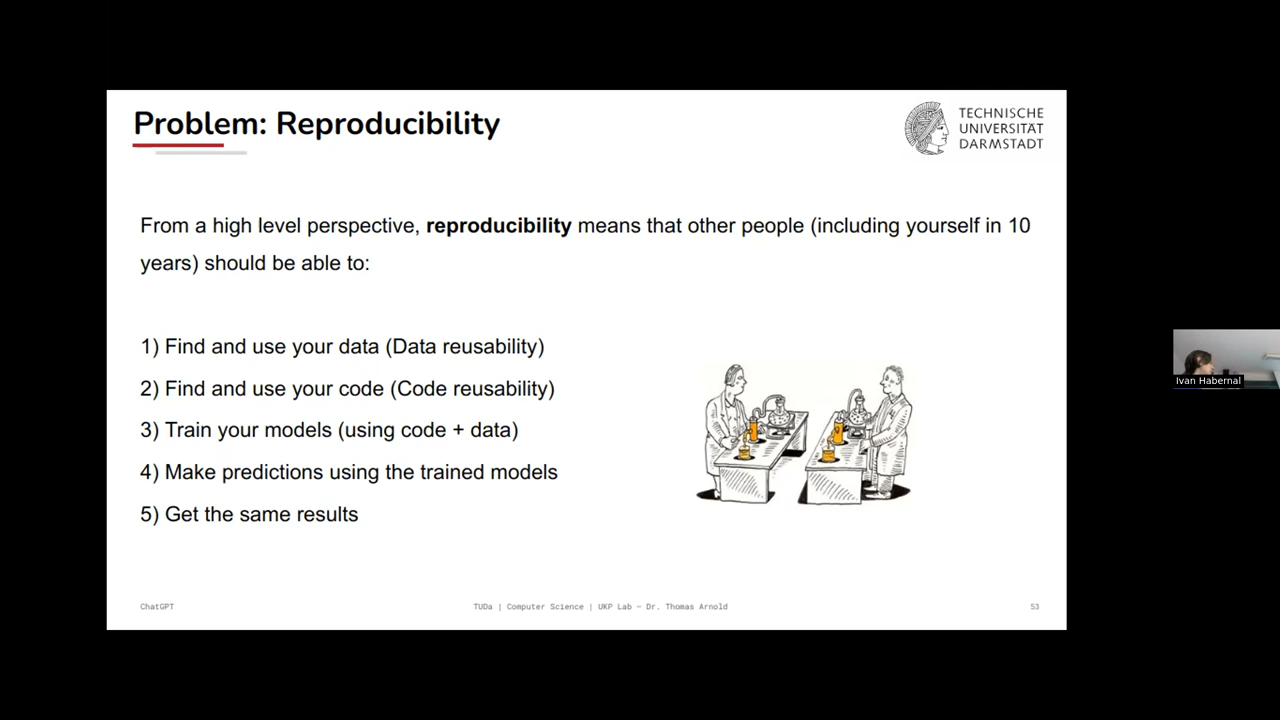 Problem: Reproducibility
TECHNISCHE
UNIVERSITÄT
DARMSTADT
From a high level perspective, reproducibility means that other people (including yourself in 10
years) should be able to:
1) Find and use your data (Data reusability)
2) Find and use your code (Code reusability)
3) Train your models (using code + data)
4) Make predictions using the trained models
5) Get the same results
Ivan Habernal
ChatGPT
TUDa | Computer Science | UKP Lab – Dr. Thomas Arnold
53